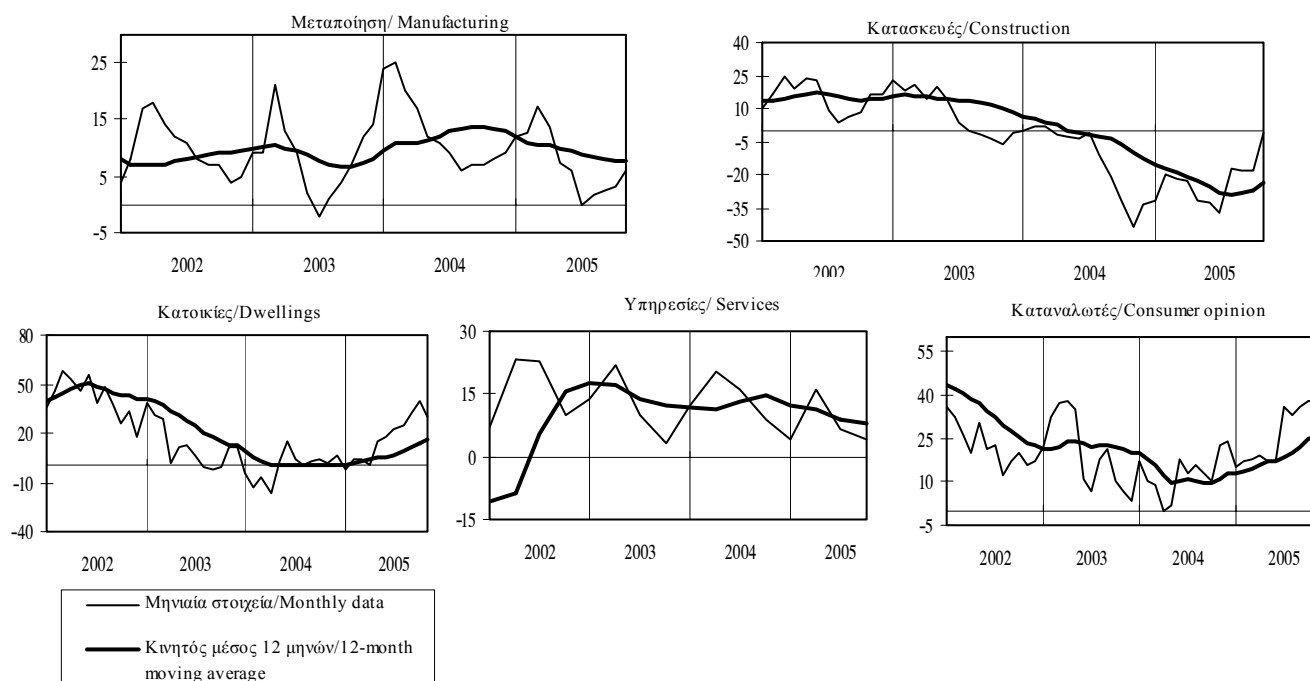 Μεταποίηση/ Manufacturing
25
15
5
-5
2002 2003 2004 2005
Κατασκευές/Construction
40
25
10
-5
-20
-35
-50
2002 2003 2004 2005
Κατοικίες/Dwellings
80
50
20
-10
-40
2002 2003 2004 2005
Υπηρεσίες/ Services
30
15
0
-15
2002 2003 2004 2005
Καταναλωτές/Consumer opinion
55
40
25
10
-5
2002 2003 2004 2005
Μηνιαία στοιχεία/Monthly data
Κινητός μέσος 12 μηνών/12-month
moving average